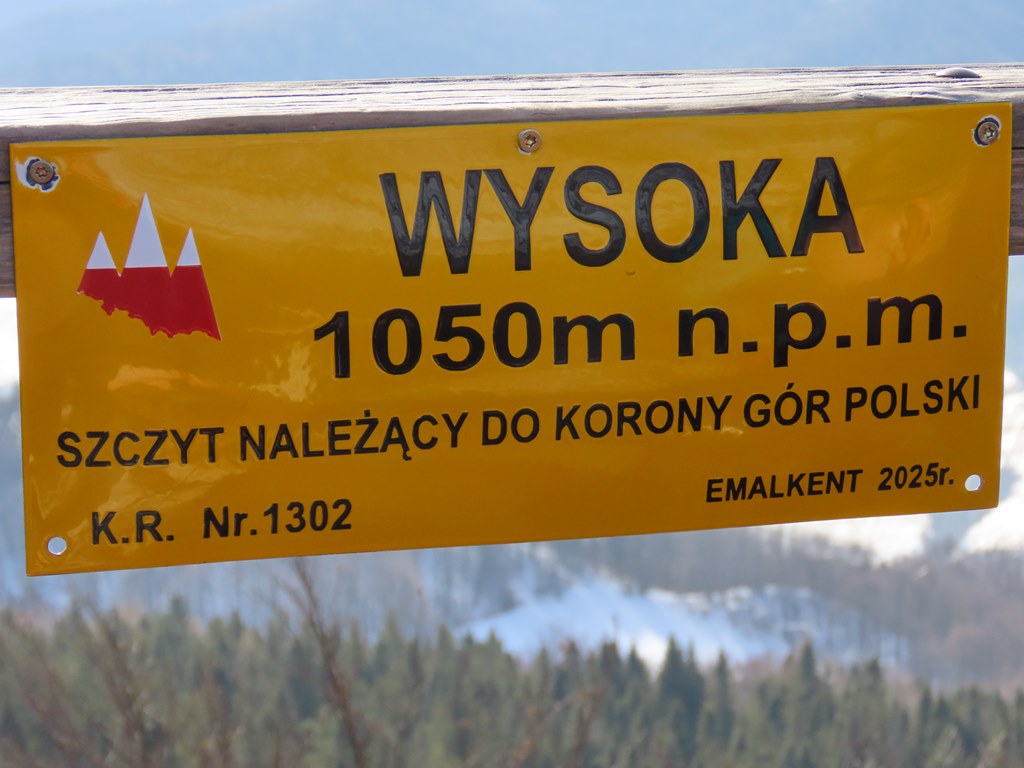 WYSOKA
1050m n.p.m.
SZCZYT NALEŻĄCY DO KORONY GÓR POLSKI
K.R. Nr.1302
EMALKENT 2025r.